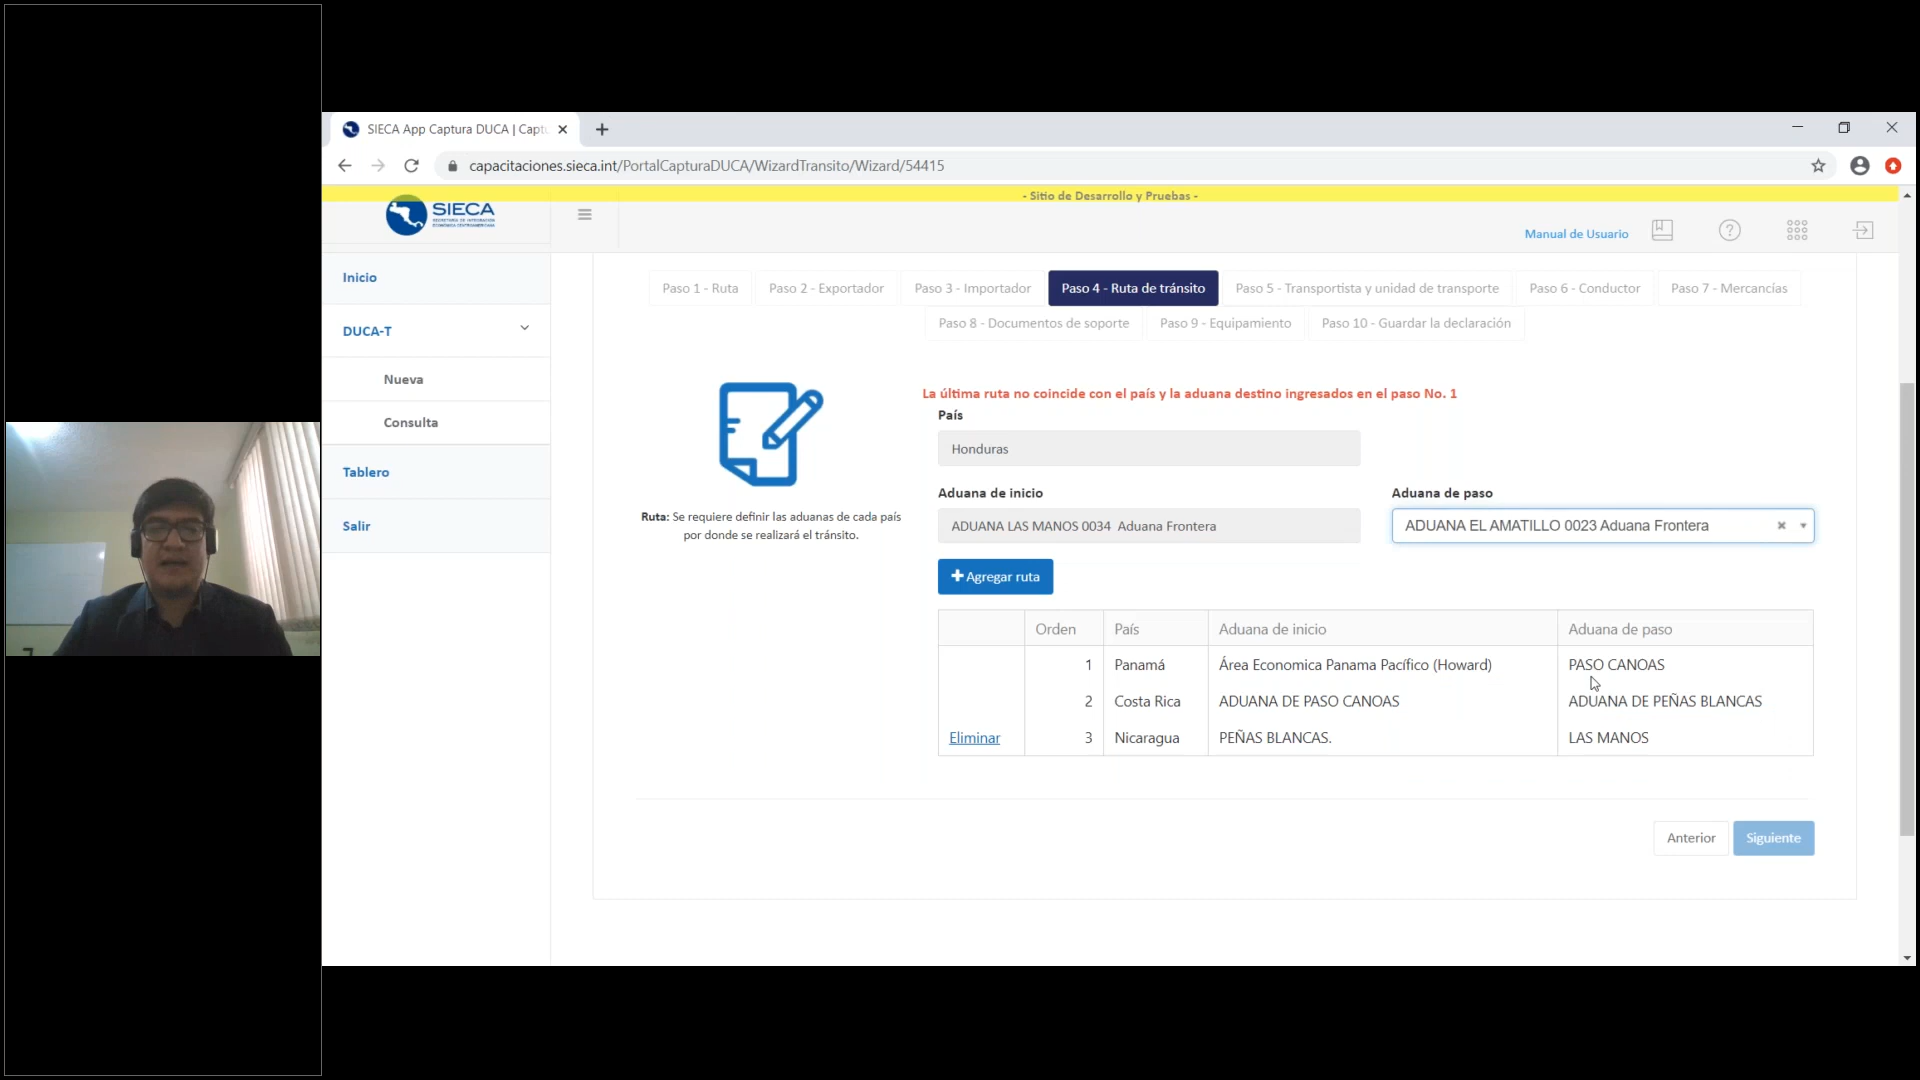 SIECA App Captura DUCA | Captu
capacitaciones.sieca.int/PortalCapturaDUCA/WizardTransito/Wizard/54415
- Sitio de Desarrollo y Pruebas -
SIECA
Manual de Usuario
Inicio
DUCA-T
Nueva
Consulta
Tablero
Salir
Paso 1 - Ruta
Paso 2 - Exportador
Paso 3 - Importador
Paso 4 - Ruta de tránsito
Paso 5 - Transportista y unidad de transporte
Paso 6 - Conductor
Paso 7 - Mercancías
Paso 8 - Documentos de soporte
Paso 9 - Equipamiento
Paso 10 - Guardar la declaración
Ruta: Se requiere definir las aduanas de cada país
por donde se realizará el tránsito.
La última ruta no coincide con el país y la aduana destino ingresados en el paso No. 1
País
Honduras
Aduana de inicio
Aduana de paso
ADUANA LAS MANOS 0034 Aduana Frontera
ADUANA EL AMATILLO 0023 Aduana Frontera
Agregar ruta
Orden País Aduana de inicio Aduana de paso
1 Panamá Área Economica Panama Pacífico (Howard) PASO CANOAS
2 Costa Rica ADUANA DE PASO CANOAS ADUANA DE PEÑAS BLANCAS
Eliminar 3 Nicaragua PEÑAS BLANCAS. LAS MANOS
Anterior
Siguiente